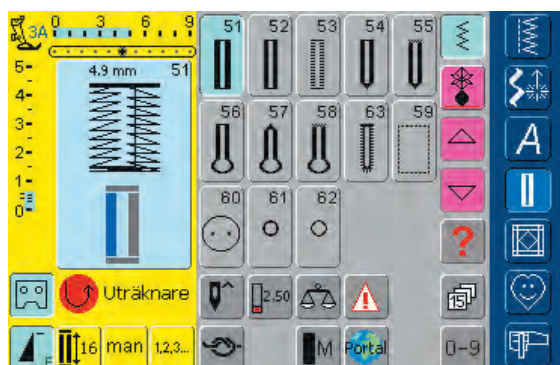 3A
0 3 6 9
5-
4-
3-
2-
1-
0-
4.9 mm 51
51 52 53 54 55
56 57 58 63 59
60 61 62
Uträknare
2.50
?
15
A
F
16
man
1,2,3...
M
Portal
0-9